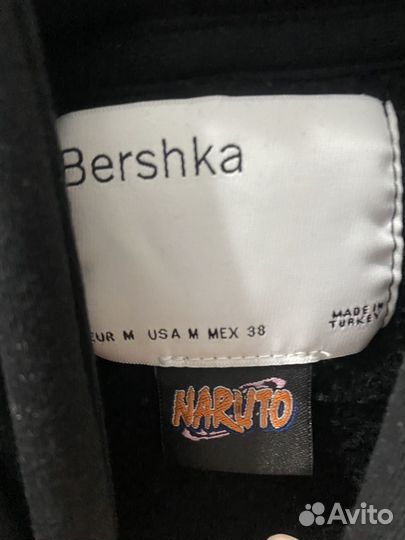 Bershka
EUR M USA M MEX 38
MADE IN
TURKEY
NARUTO
Avito